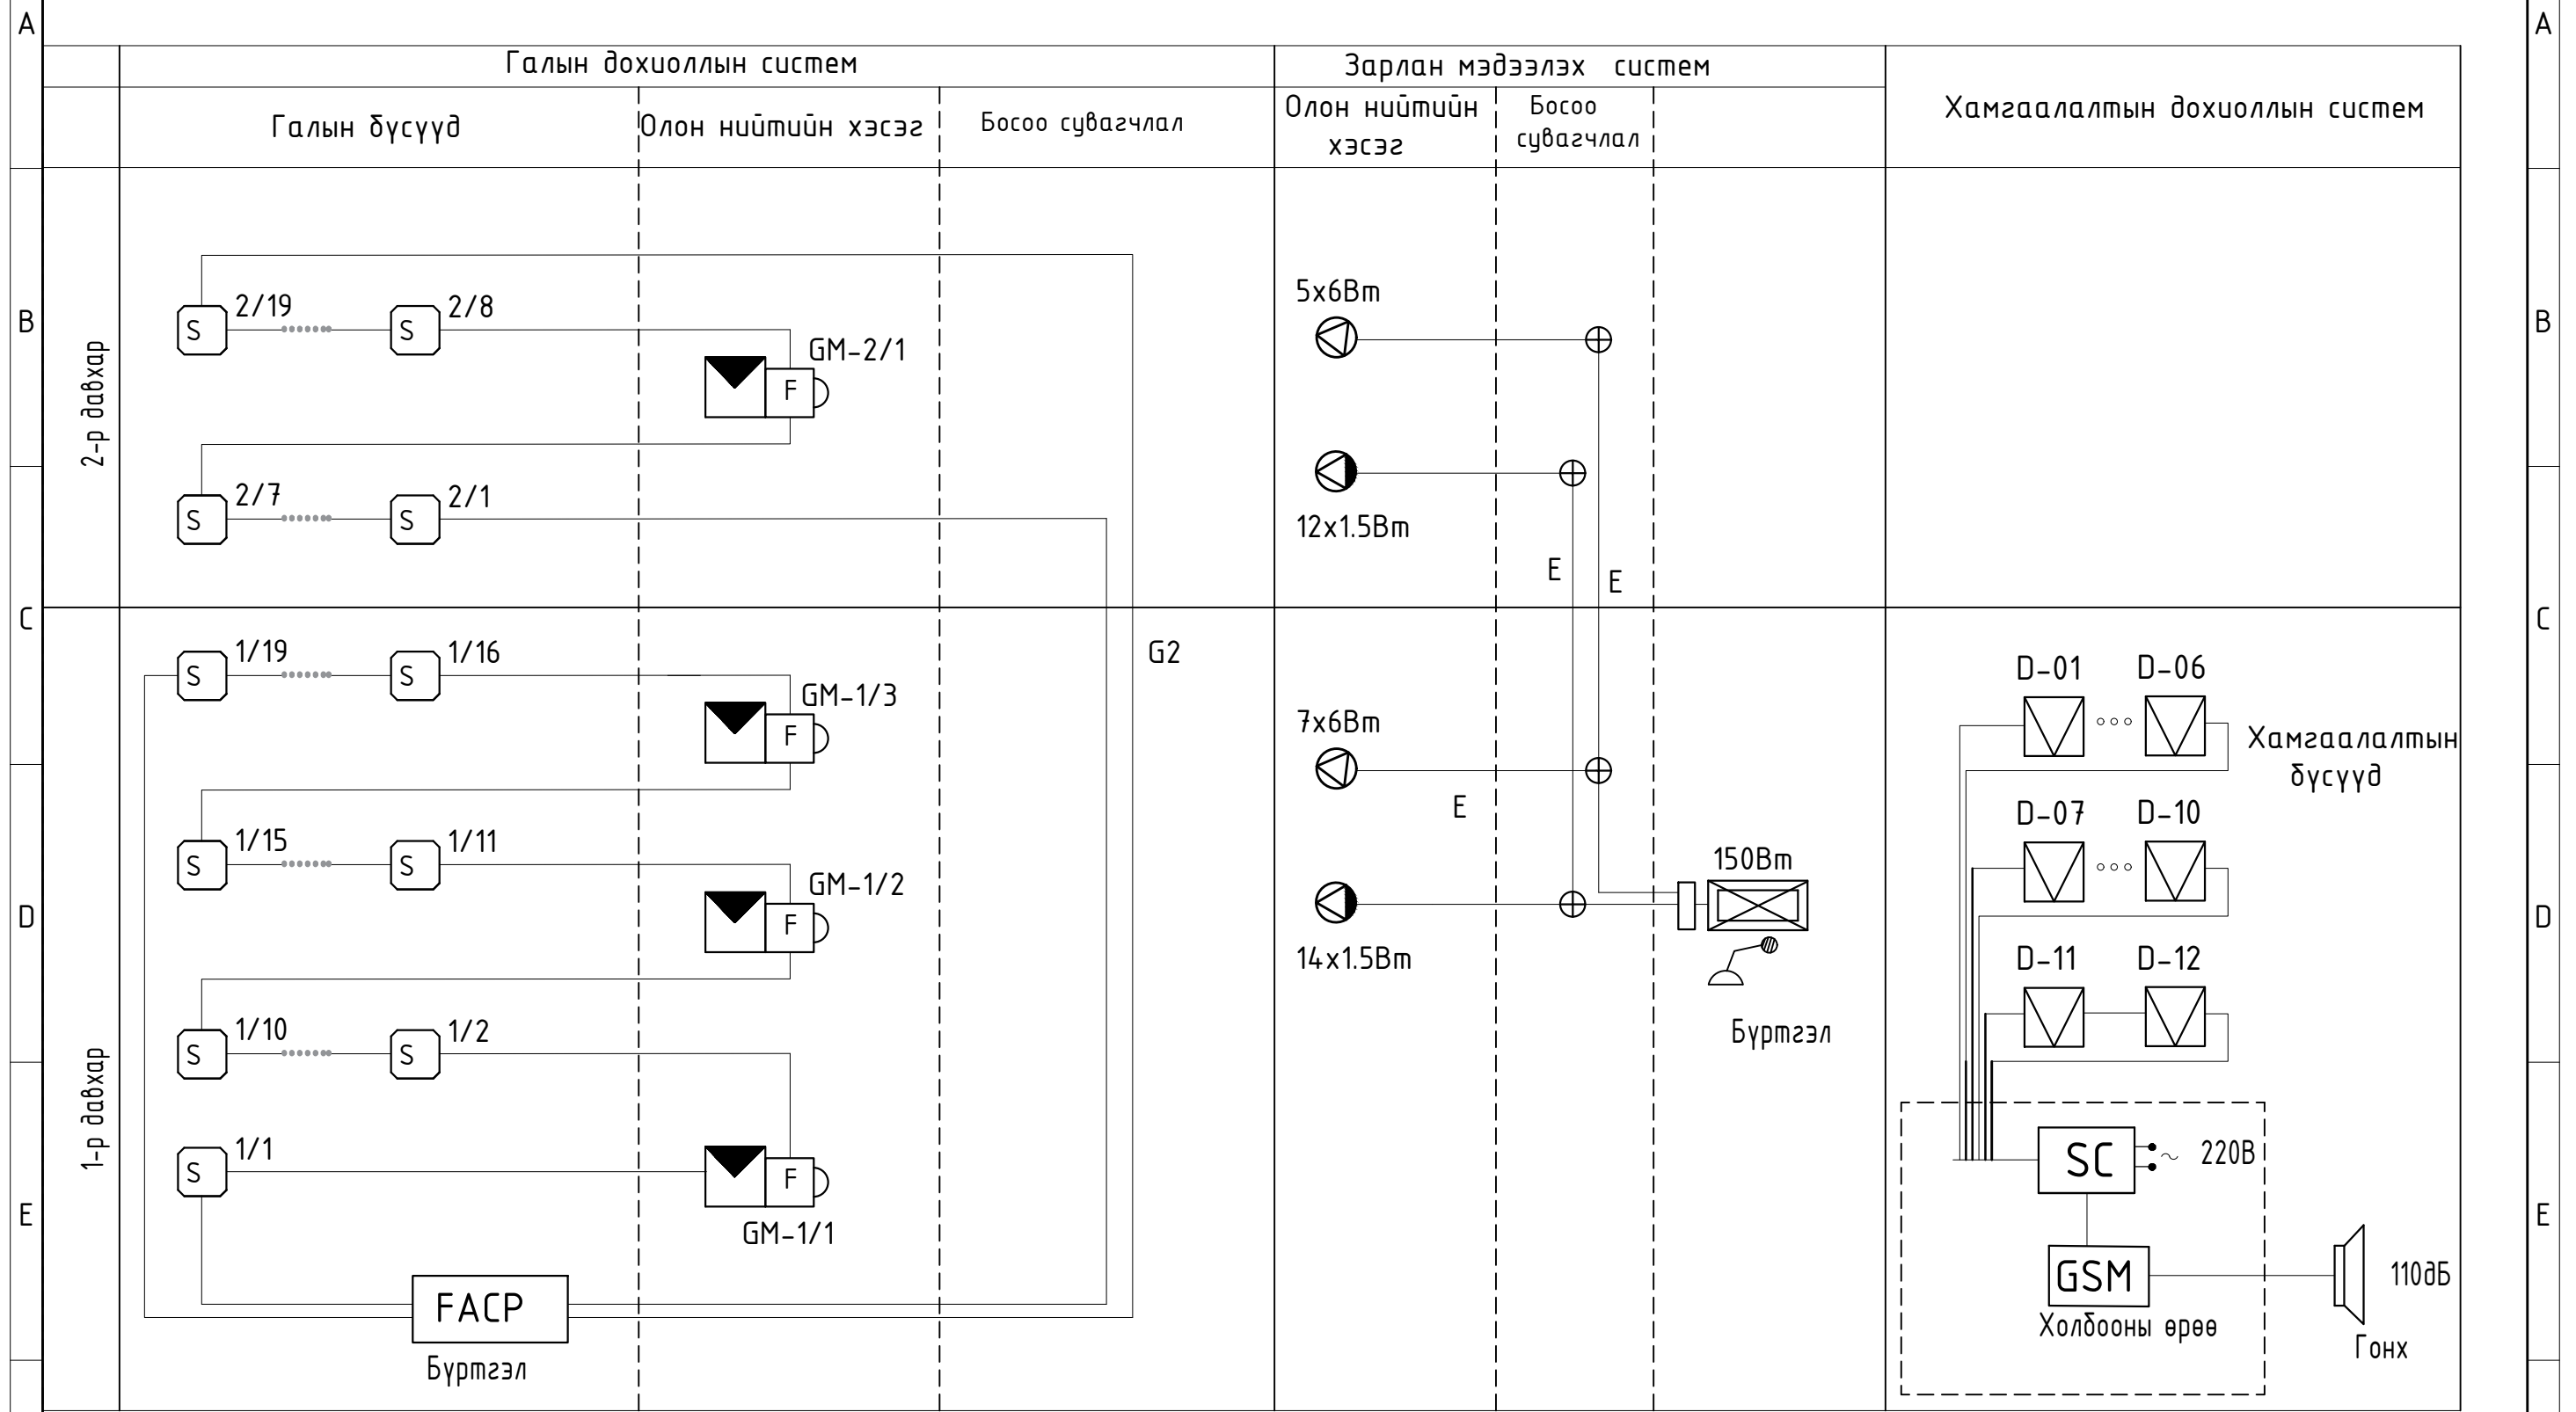 A
A
Галын дохиоллын систем
Зарлан мэдээлэх систем
Хамгаалалтын дохиоллын систем
Галын бүсүүд
Олон нийтийн хэсэг
Босоо сувагчлал
Олон нийтийн
хэсэг
Босоо
сувагчлал
B
B
2-р давхар
S
2/19
S
2/8
GM-2/1
F
5x6Вт
S
2/7
S
2/1
12x1.5Вт
E
E
C
C
S
1/19
S
1/16
GM-1/3
F
G2
7x6Вт
E
D-01
D-06
Хамгаалалтын
бүсүүд
D-07
D-10
S
1/15
S
1/11
GM-1/2
F
150Вт
14x1.5Вт
D
D
D-11
D-12
Бүртгэл
1-р давхар
S
1/10
S
1/2
S
1/1
F
GM-1/1
SC
~
220В
E
E
FACP
Бүртгэл
GSM
Холбооны өрөө
110дБ
Гонх